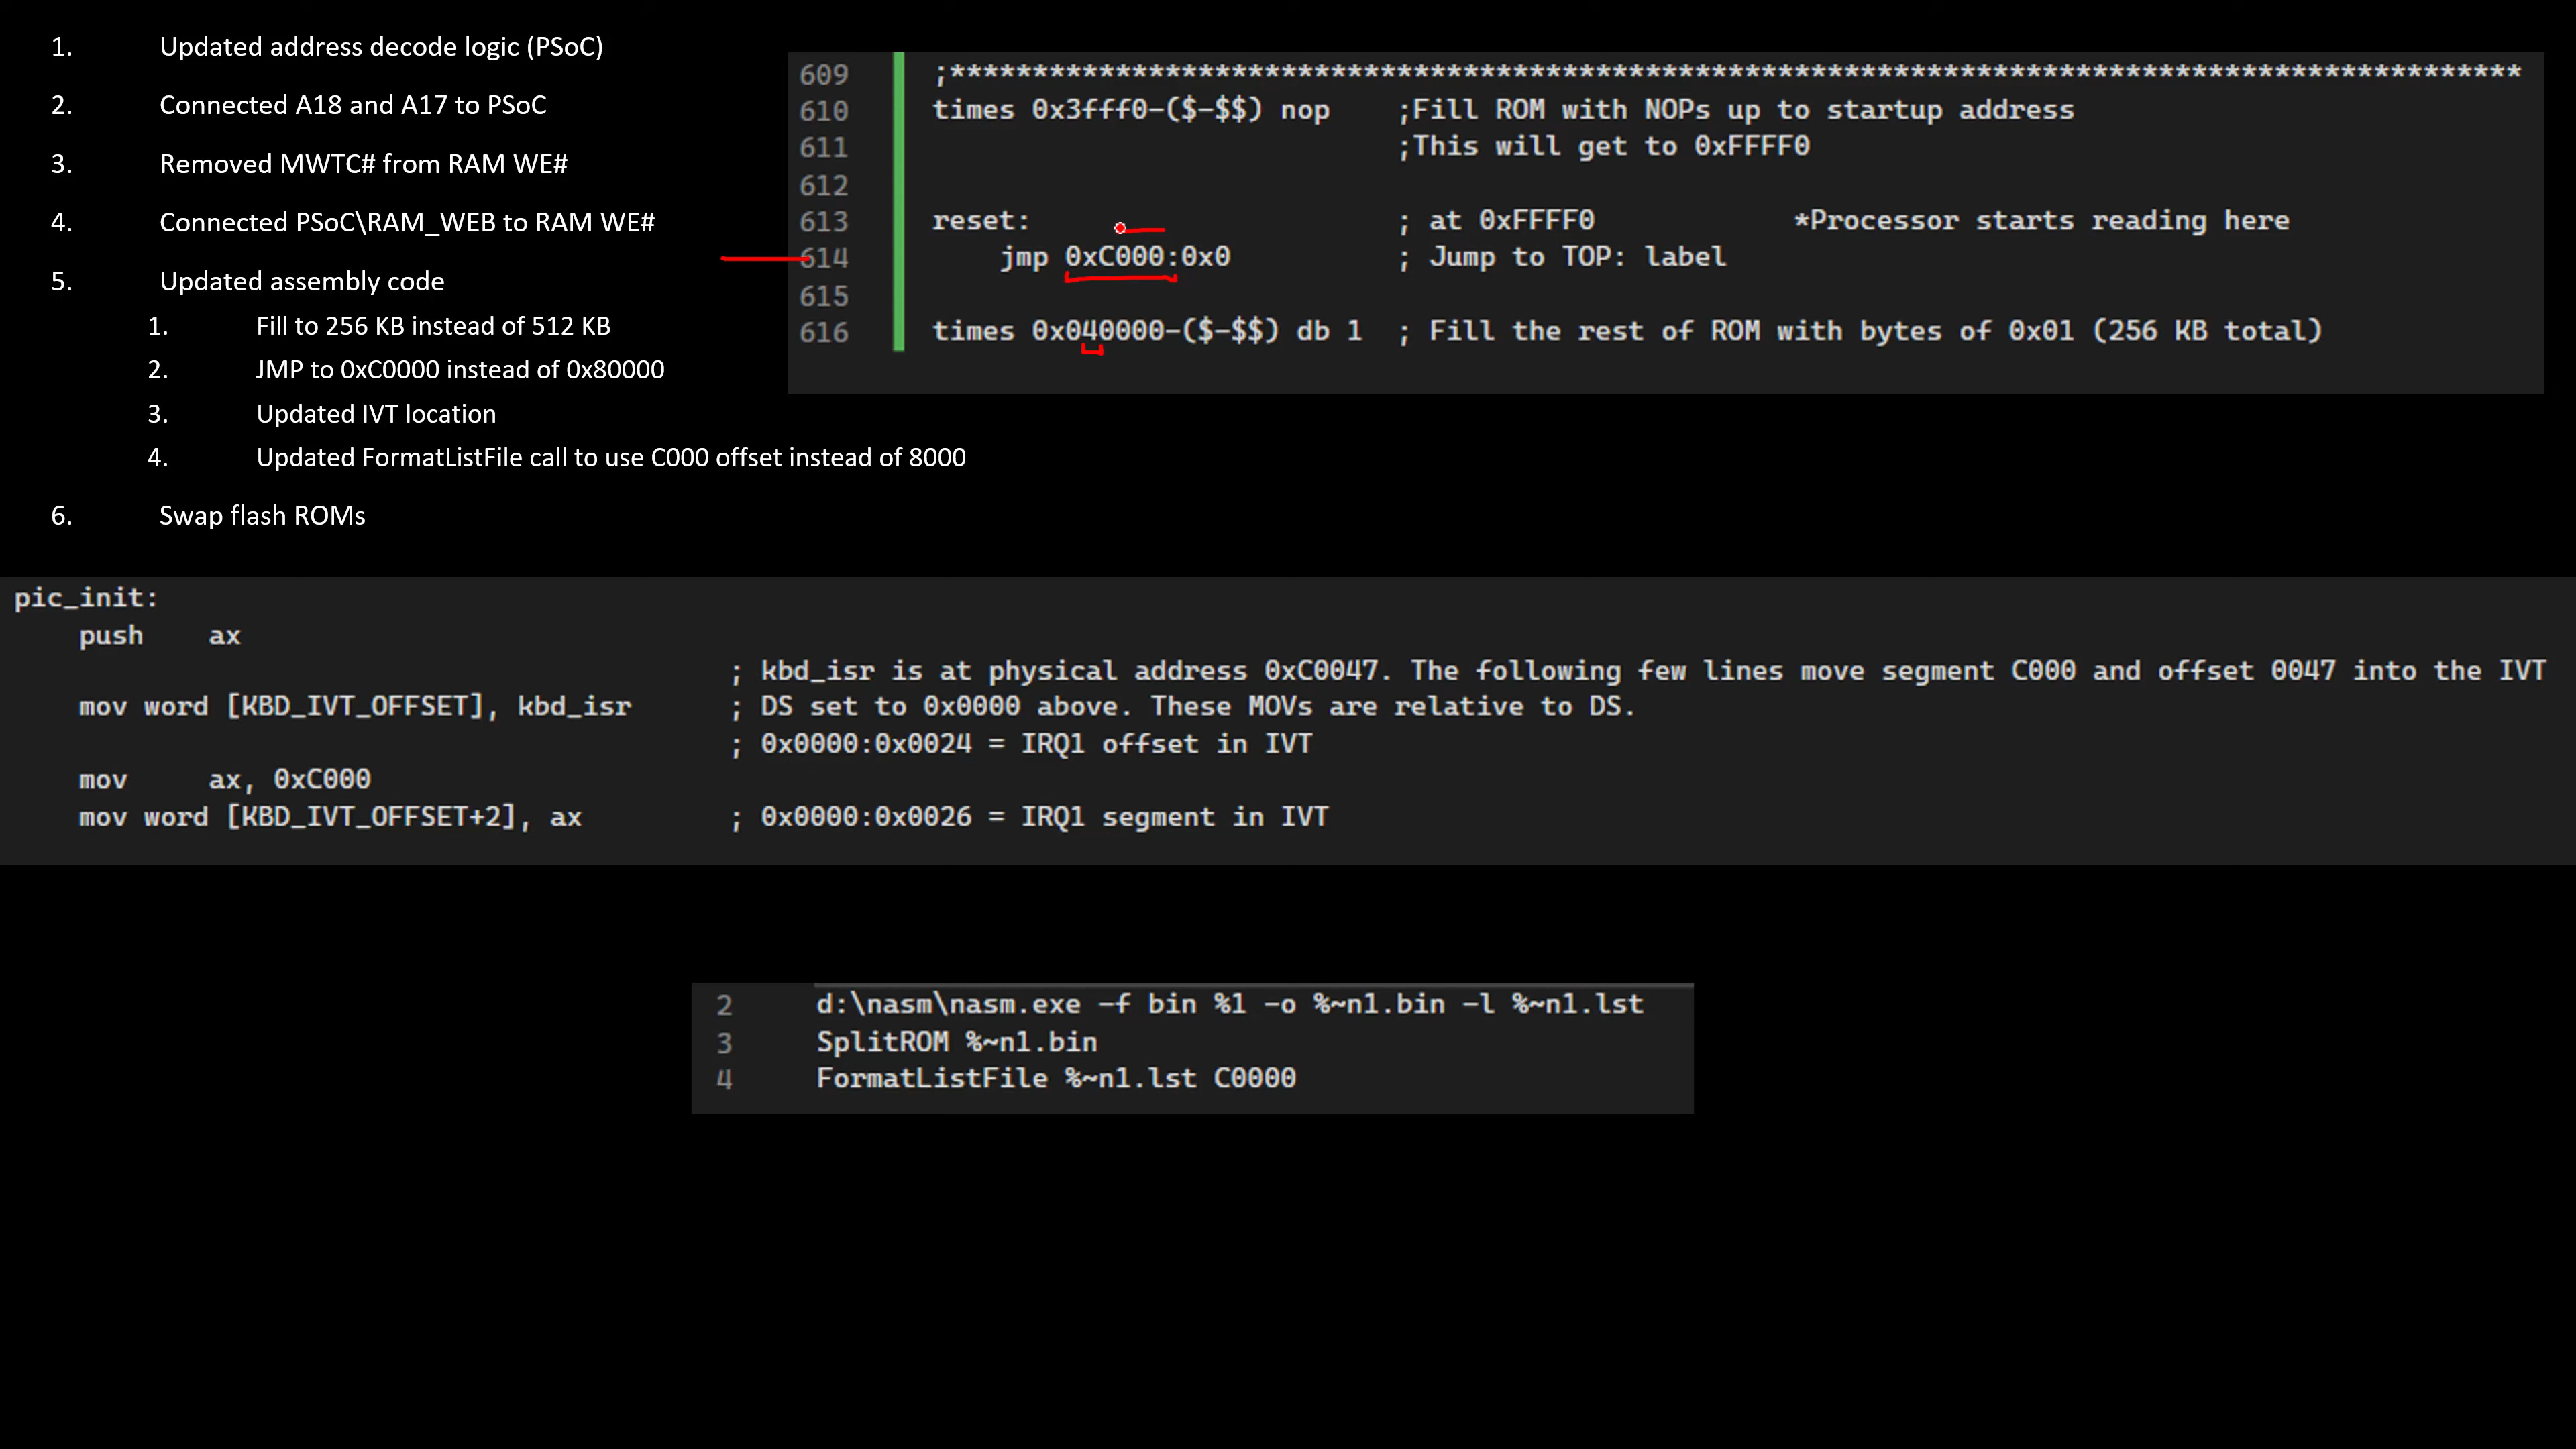 1. Updated address decode logic (PSoC)
2. Connected A18 and A17 to PSoC
3. Removed MWTC# from RAM WE#
4. Connected PSoC\RAM_WEB to RAM WE#
5. Updated assembly code
1. Fill to 256 KB instead of 512 KB
2. JMP to 0xC0000 instead of 0x80000
3. Updated IVT location
4. Updated FormatListFile call to use C000 offset instead of 8000
6. Swap flash ROMs
609 ;*************************************************************************************************
610 times 0x3fff0-($-$$) nop ;Fill ROM with NOPs up to startup address
611 ;This will get to 0xFFFF0
612
613 reset: ; at 0xFFFF0 *Processor starts reading here
614 jmp 0xC000:0x0 ; Jump to TOP: label
615
616 times 0x040000-($-$$) db 1 ; Fill the rest of ROM with bytes of 0x01 (256 KB total)
pic_init:
push ax
; kbd_isr is at physical address 0xC0047. The following few lines move segment C000 and offset 0047 into the IVT
mov word [KBD_IVT_OFFSET], kbd_isr ; DS set to 0x0000 above. These MOVs are relative to DS.
; 0x0000:0x0024 = IRQ1 offset in IVT
mov ax, 0xC000
mov word [KBD_IVT_OFFSET+2], ax ; 0x0000:0x0026 = IRQ1 segment in IVT
2 d:\nasm\nasm.exe -f bin %1 -o %~n1.bin -l %~n1.lst
3 SplitROM %~n1.bin
4 FormatListFile %~n1.lst C0000